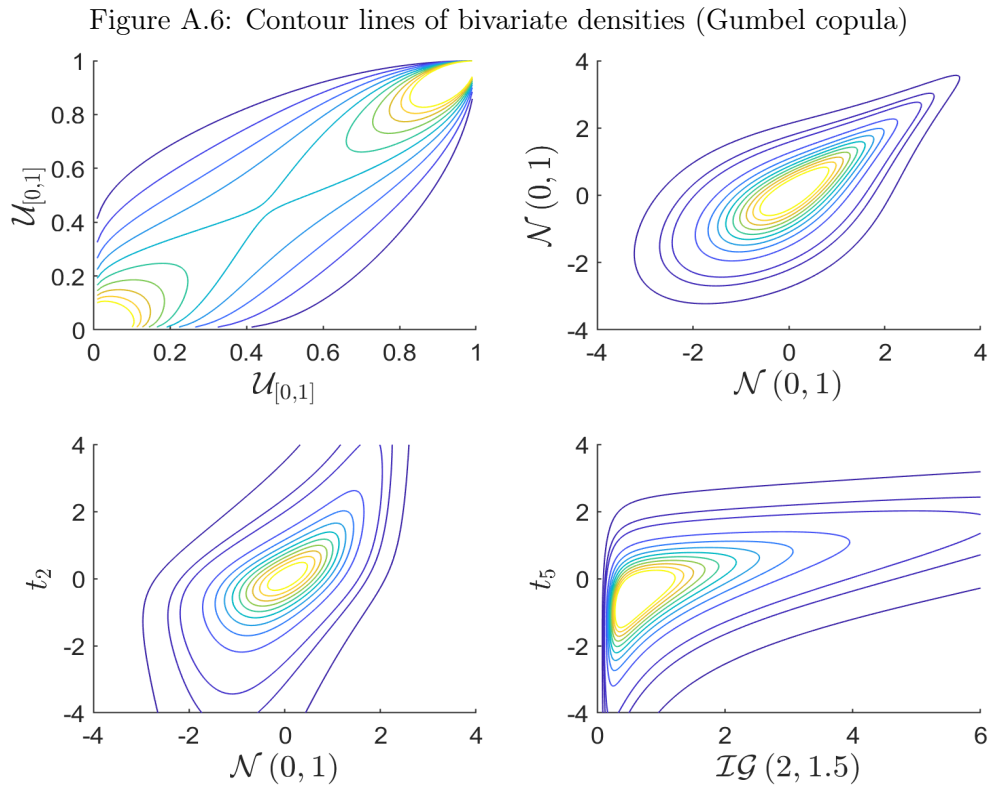 Figure A.6: Contour lines of bivariate densities (Gumbel copula)
1
0.8
0.6
0.4
0.2
0
0 0.2 0.4 0.6 0.8 1
𝒰[0,1]
𝒰[0,1]
4
2
0
-2
-4
-4 -2 0 2 4
𝒩 (0, 1)
𝒩 (0, 1)
4
2
0
-2
-4
-4 -2 0 2 4
t₂
𝒩 (0, 1)
4
2
0
-2
-4
0 2 4 6
t₅
ℐ𝒢 (2, 1.5)